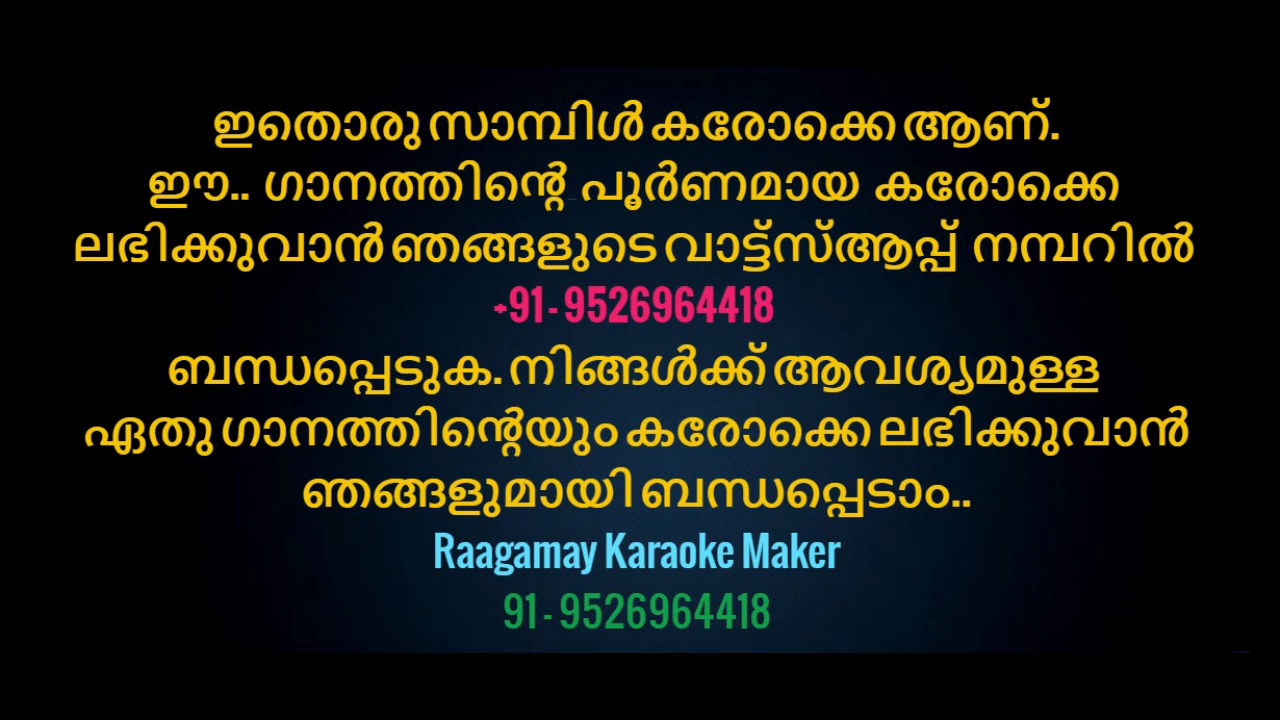 ഇതൊരു സാമ്പിൾ കരോക്കെ ആണ്.
ഈ.. ഗാനത്തിന്റെ പൂർണമായ കരോക്കെ
ലഭിക്കുവാൻ ഞങ്ങളുടെ വാട്ട്സ്ആപ്പ് നമ്പറിൽ
+91- 9526964418
ബന്ധപ്പെടുക. നിങ്ങൾക്ക് ആവശ്യമുള്ള
ഏതു ഗാനത്തിന്റെയും കരോക്കെ ലഭിക്കുവാൻ
ഞങ്ങളുമായി ബന്ധപ്പെടാം..
Raagamay Karaoke Maker
91 - 9526964418